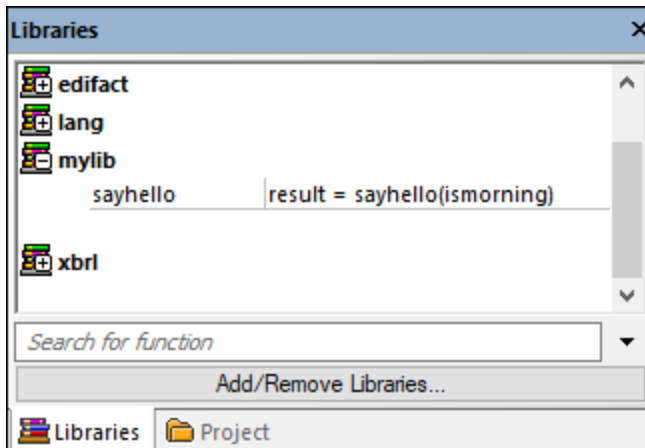 Libraries
edifact
lang
mylib
sayhello result = sayhello(ismorning)
xbrl
Search for function
Add/Remove Libraries...
Libraries Project